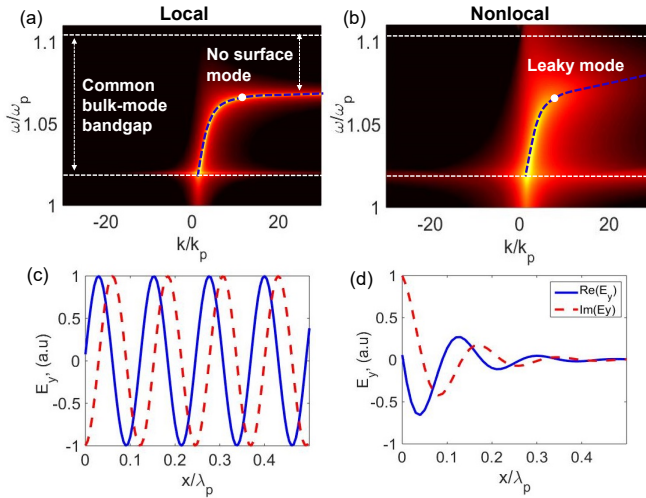 (a) Local
(b) Nonlocal
1.1
1.05
1
ω/ω_p
Common
bulk-mode
bandgap
No surface
mode
-20 0 20
k/k_p
1.1
1.05
1
ω/ω_p
Leaky mode
-20 0 20
k/k_p
(c)
1
0.5
0
-0.5
-1
E_y, (a.u)
0 0.1 0.2 0.3 0.4
x/λ_p
(d)
1
0.5
0
-0.5
-1
E_y, (a.u)
Re(E_y)
Im(Ey)
0 0.1 0.2 0.3 0.4
x/λ_p